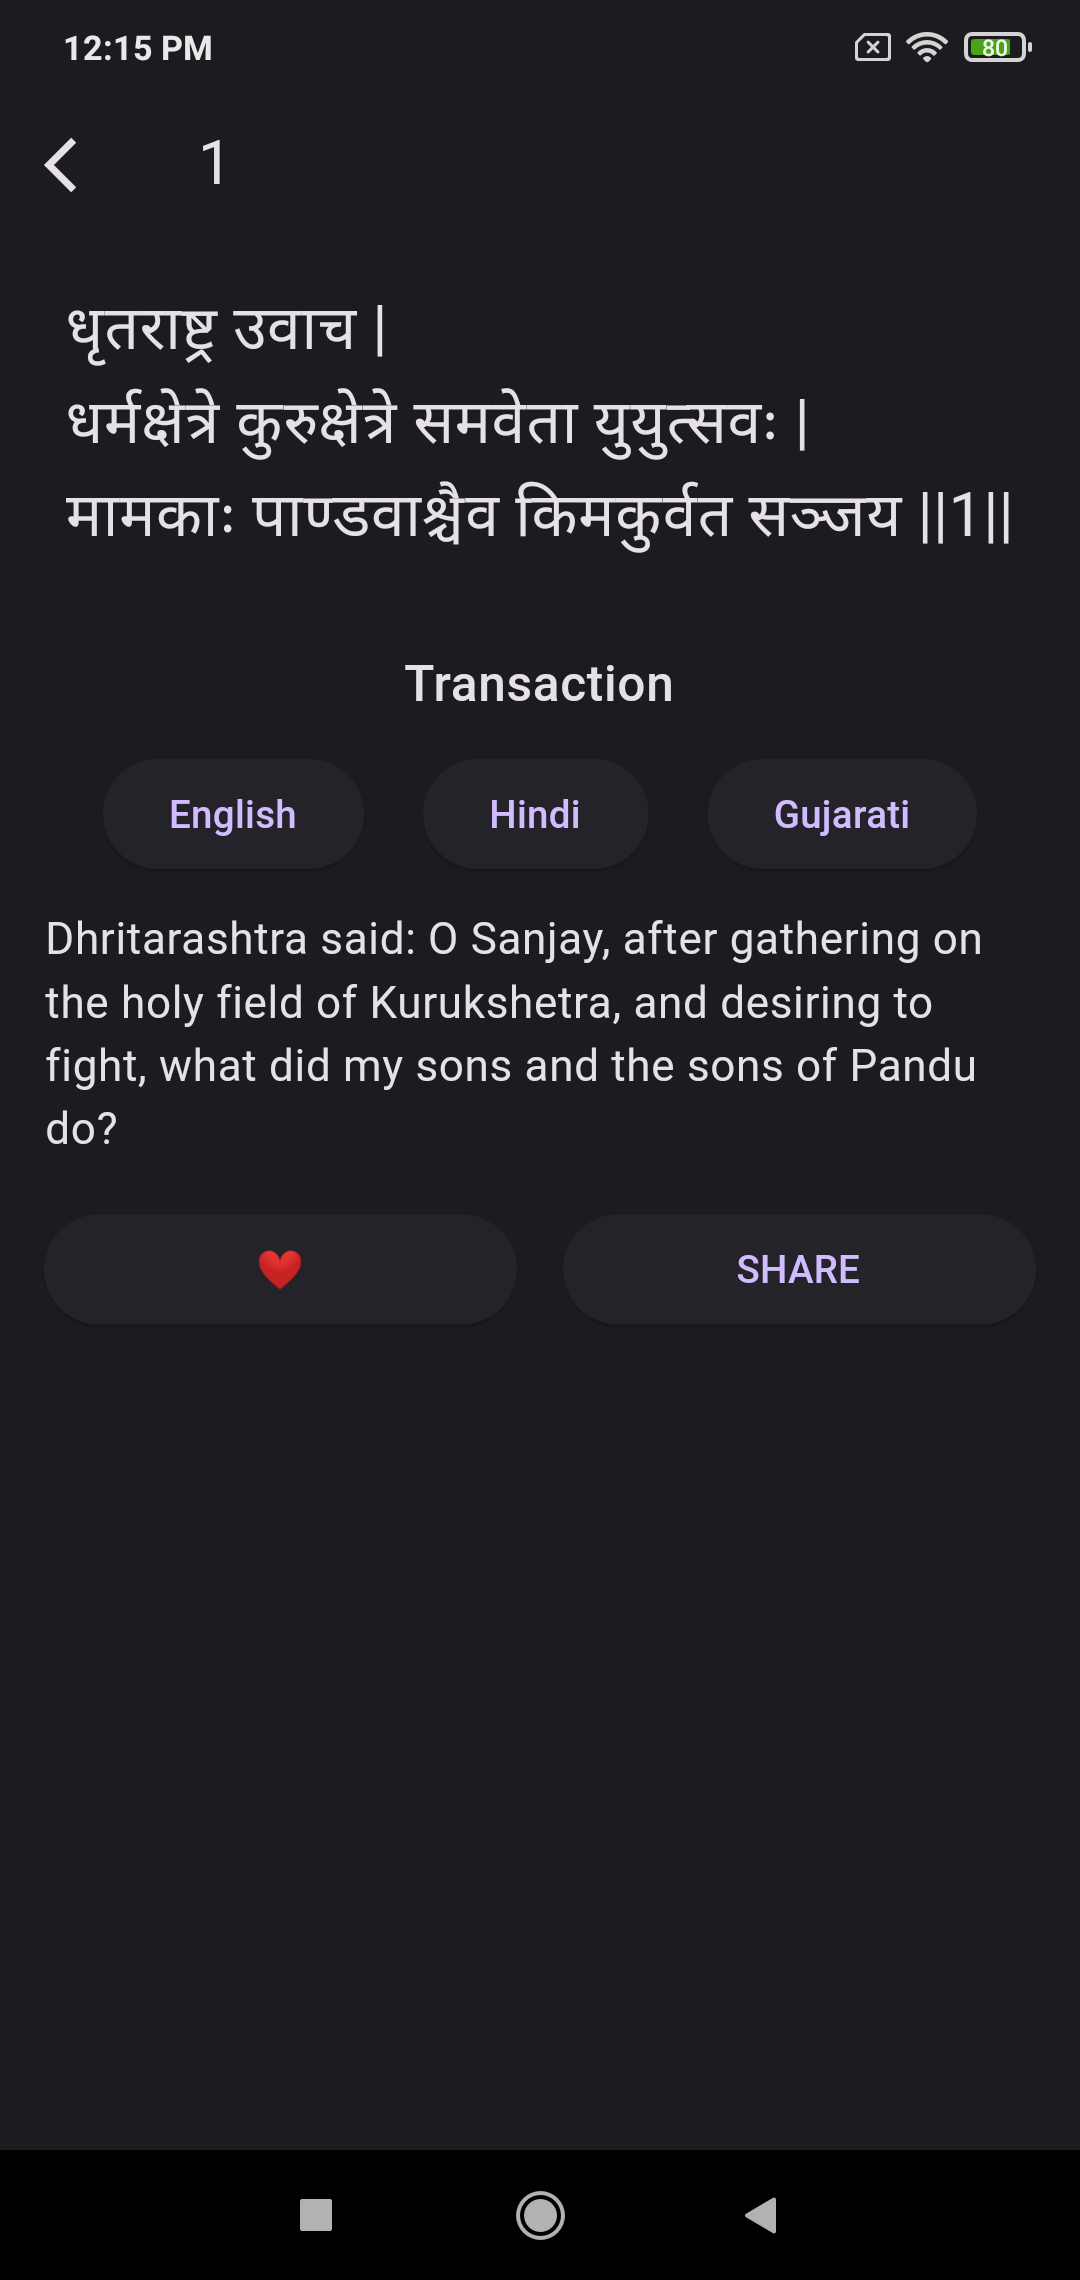 12:15 PM
80
1
धृतराष्ट्र उवाच |
धर्मक्षेत्रे कुरुक्षेत्रे समवेता युयुत्सवः |
मामकाः पाण्डवाश्चैव किमकुर्वत सञ्जय ||1||
Transaction
English Hindi Gujarati
Dhritarashtra said: O Sanjay, after gathering on
the holy field of Kurukshetra, and desiring to
fight, what did my sons and the sons of Pandu
do?
SHARE